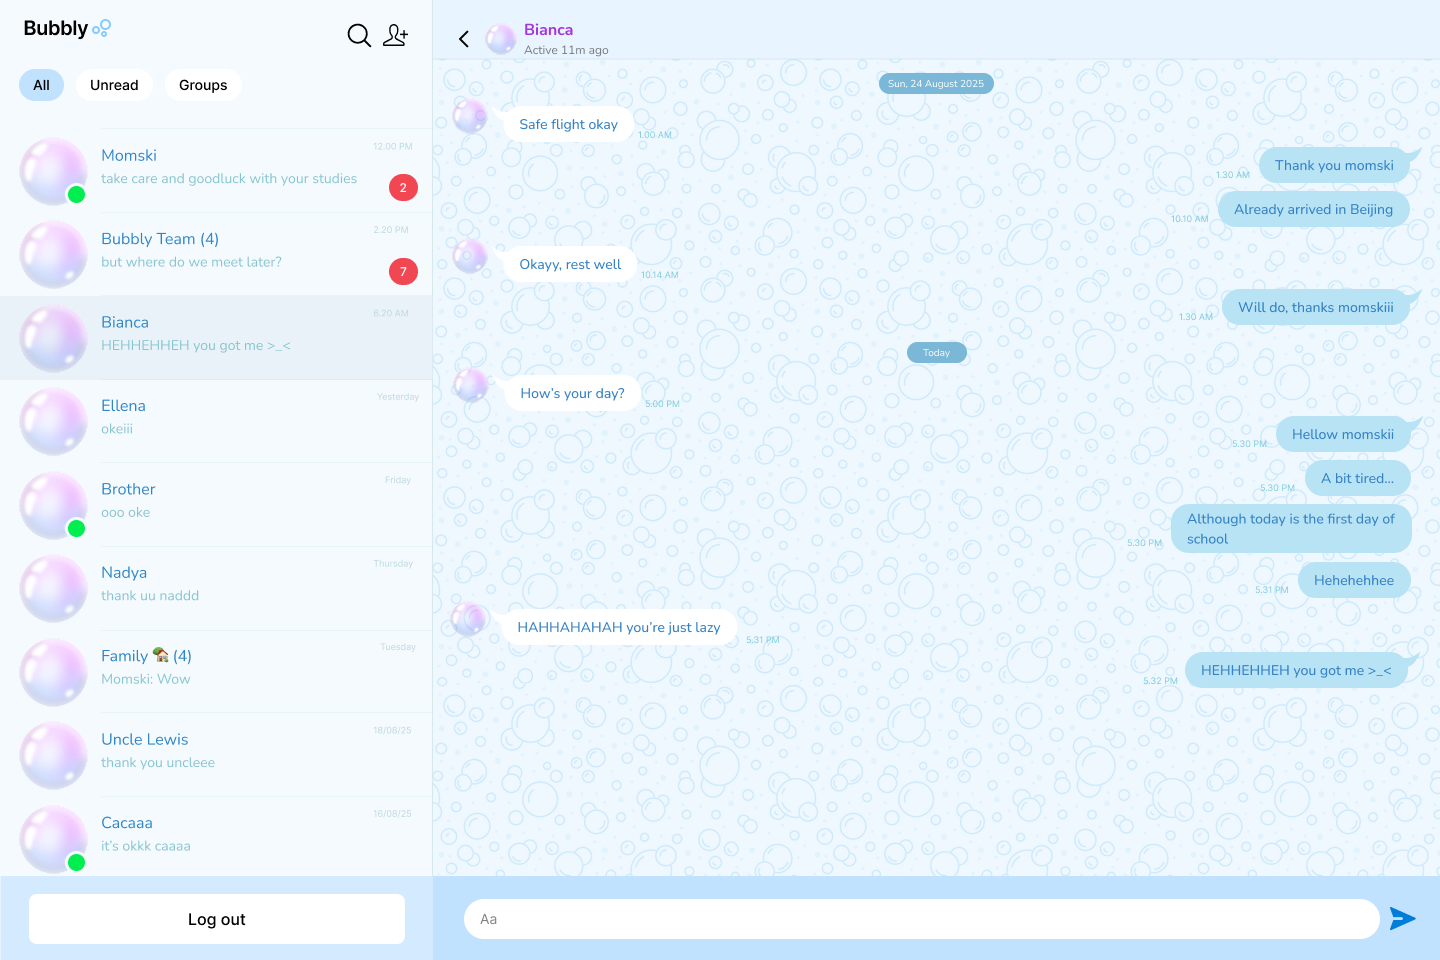 Bubbly
All
Unread
Groups
Momski
12.00 PM
take care and goodluck with your studies
2
Bubbly Team (4)
2.20 PM
but where do we meet later?
7
Bianca
6.20 AM
HEHHEHHEH you got me >_<
Ellena
Yesterday
okeiii
Brother
Friday
ooo oke
Nadya
Thursday
thank uu naddd
Family 🏡 (4)
Tuesday
Momski: Wow
Uncle Lewis
18/08/25
thank you uncleee
Cacaaa
16/08/25
it's okkk caaaa
Log out
Bianca
Active 11m ago
Sun, 24 August 2025
Safe flight okay
1.00 AM
Thank you momski
1.30 AM
Already arrived in Beijing
10.10 AM
Okayy, rest well
10.14 AM
Will do, thanks momskiii
1.30 AM
Today
How's your day?
5.00 PM
Hellow momskii
5.30 PM
A bit tired...
5.30 PM
Although today is the first day of
school
5.30 PM
Hehehehhee
5.31 PM
HAHHAHAHAH you're just lazy
5.31 PM
HEHHEHHEH you got me >_<
5.32 PM
Aa